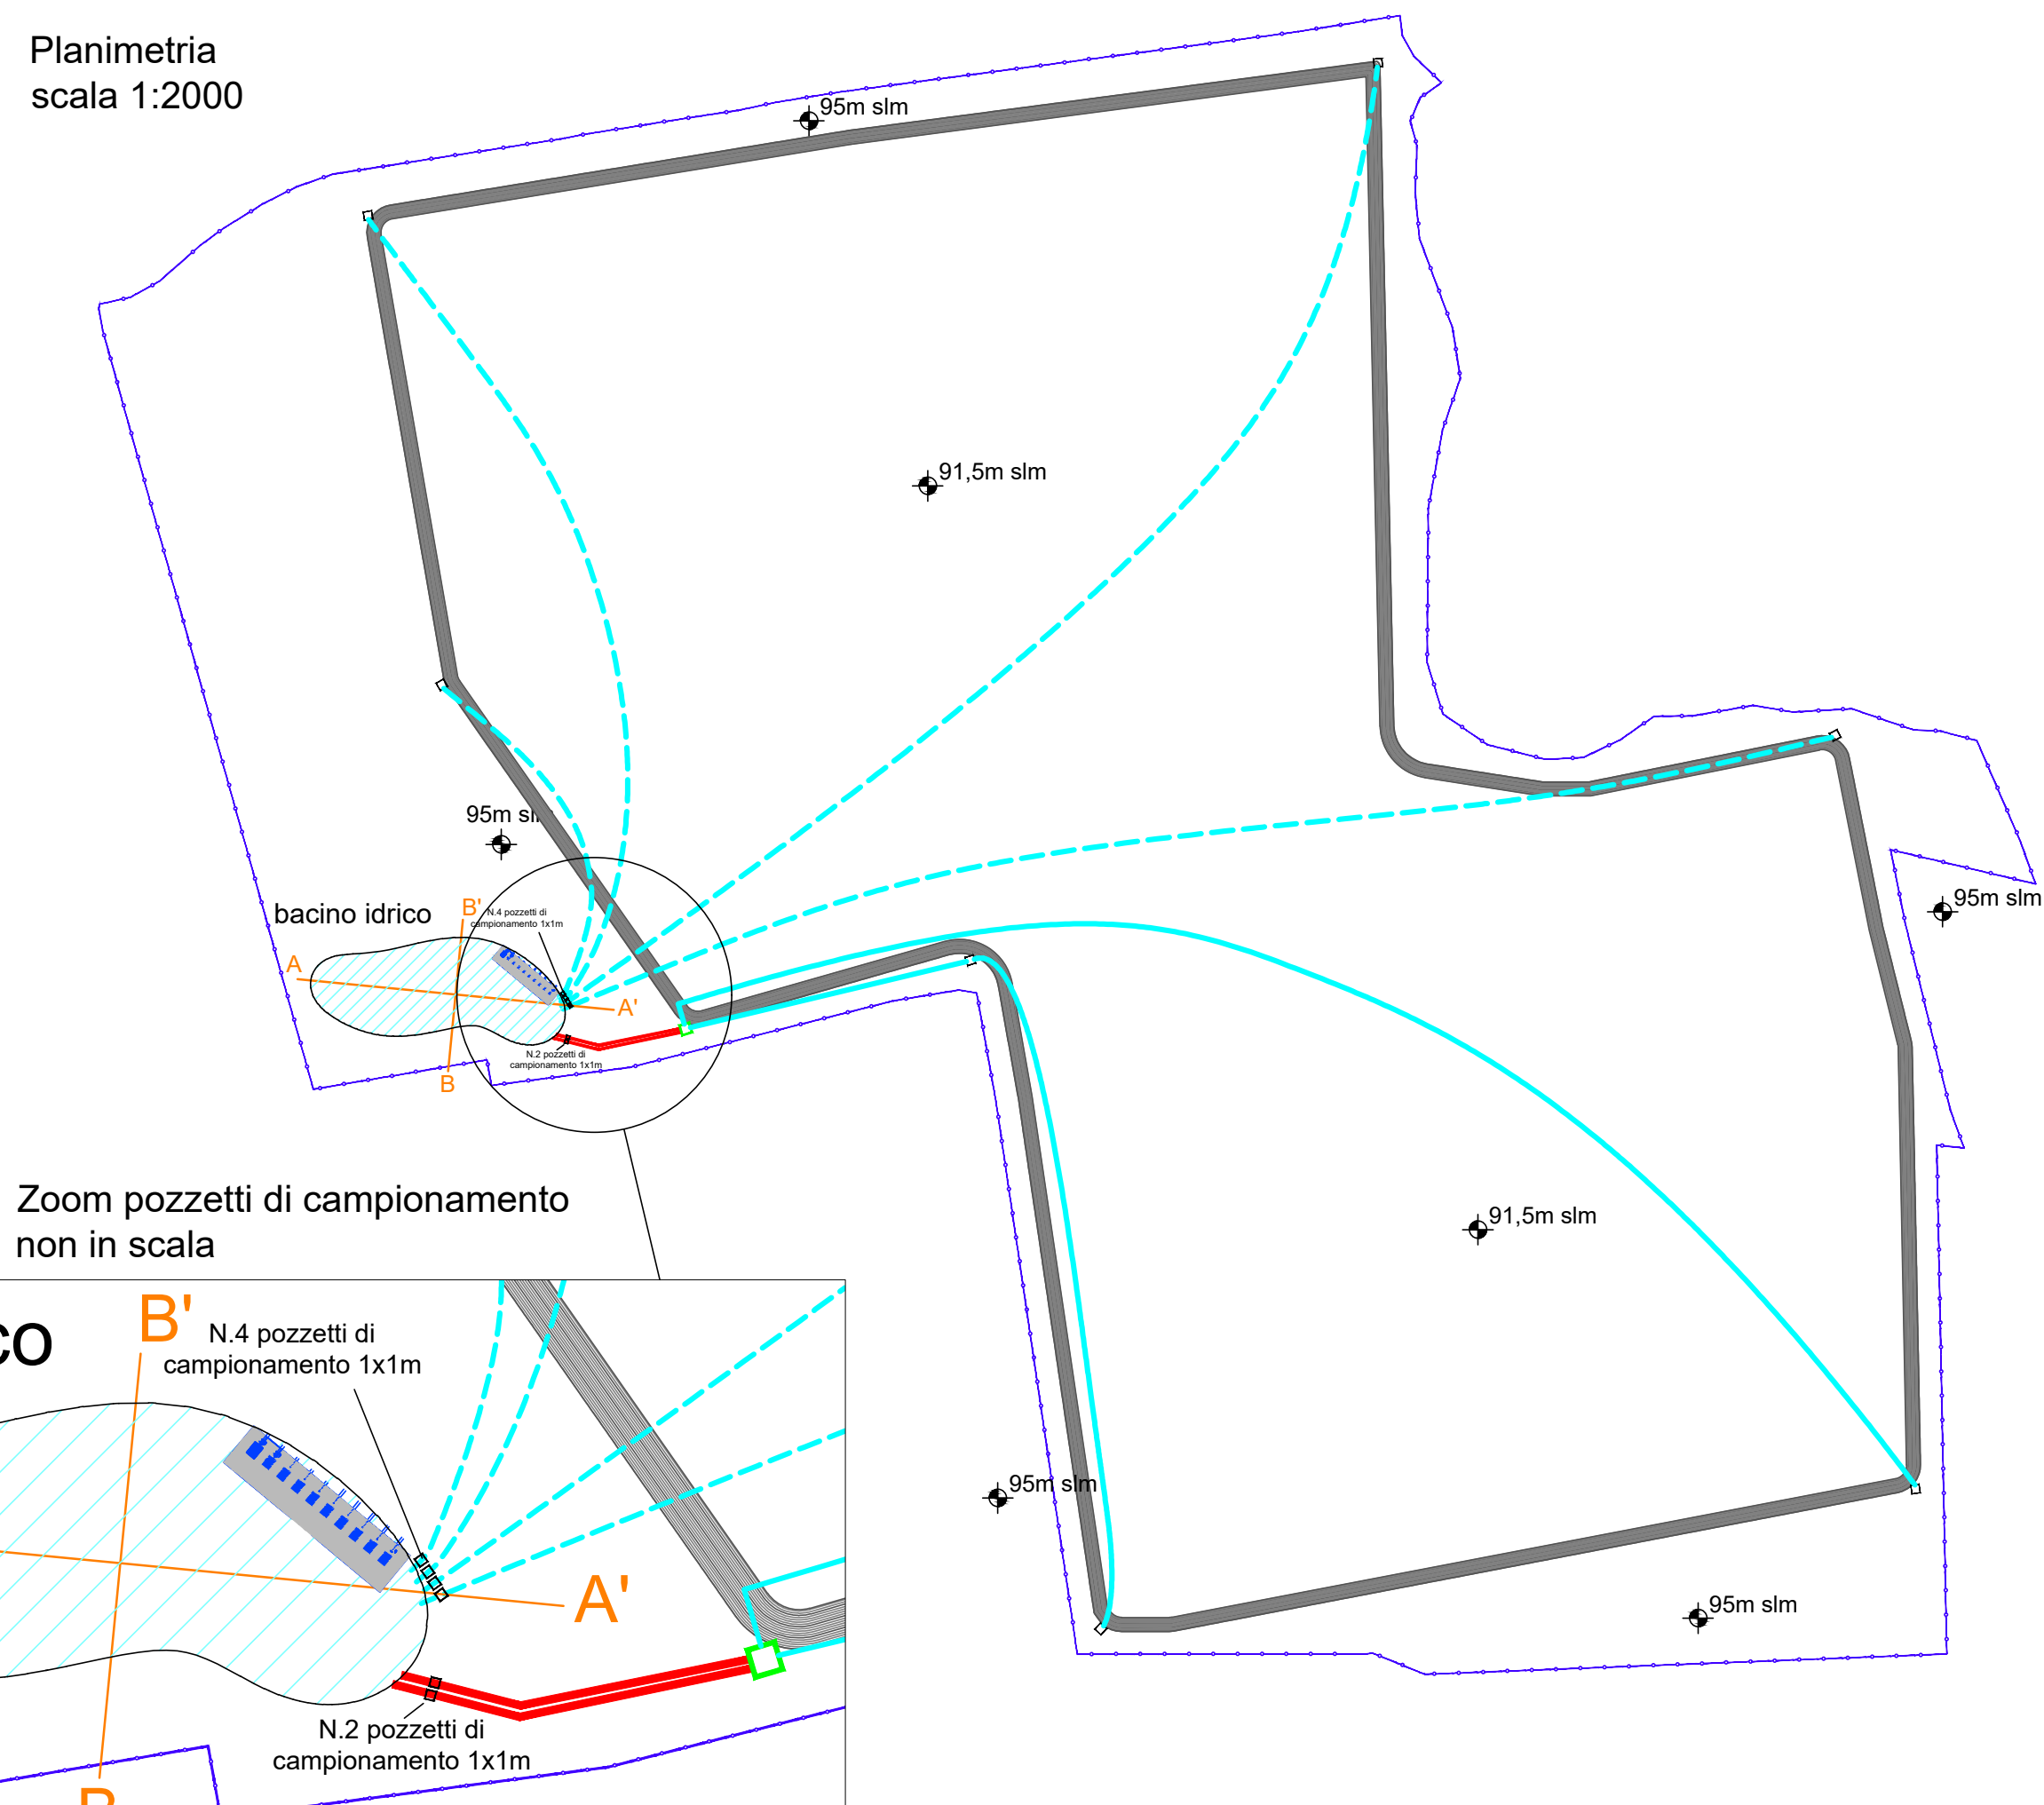 Planimetria
scala 1:2000
95m slm
91,5m slm
95m sl
bacino idrico
B'
N.4 pozzetti di
campionamento 1x1m
A
A'
N.2 pozzetti di
campionamento 1x1m
B
95m slm
Zoom pozzetti di campionamento
non in scala
91,5m slm
B'
co
N.4 pozzetti di
campionamento 1x1m
A'
N.2 pozzetti di
campionamento 1x1m
B
95m slm
95m slm